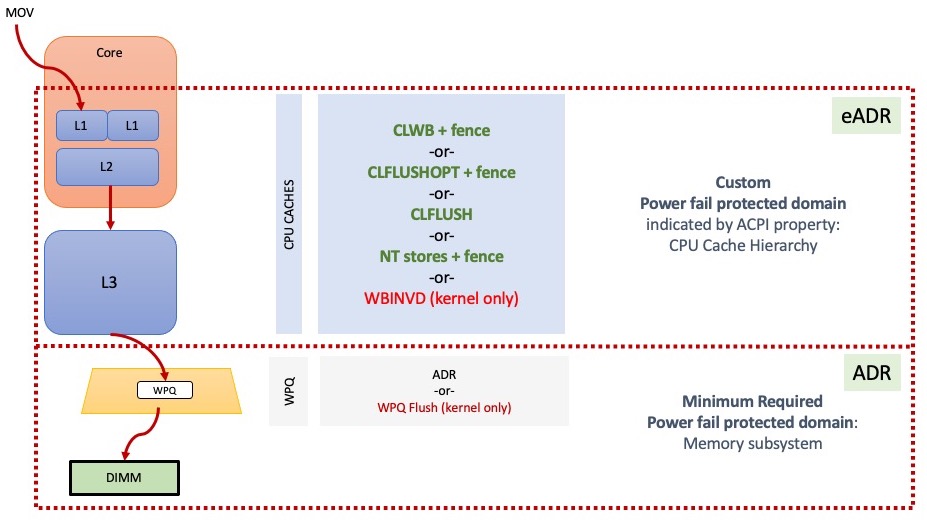 MOV
Core
L1
L1
L2
L3
CPU CACHES
CLWB + fence
-or-
CLFLUSHOPT + fence
-or-
CLFLUSH
-or-
NT stores + fence
-or-
WBINVD (kernel only)
eADR
Custom
Power fail protected domain
indicated by ACPI property:
CPU Cache Hierarchy
WPQ
DIMM
WPQ
ADR
-or-
WPQ Flush (kernel only)
ADR
Minimum Required
Power fail protected domain:
Memory subsystem